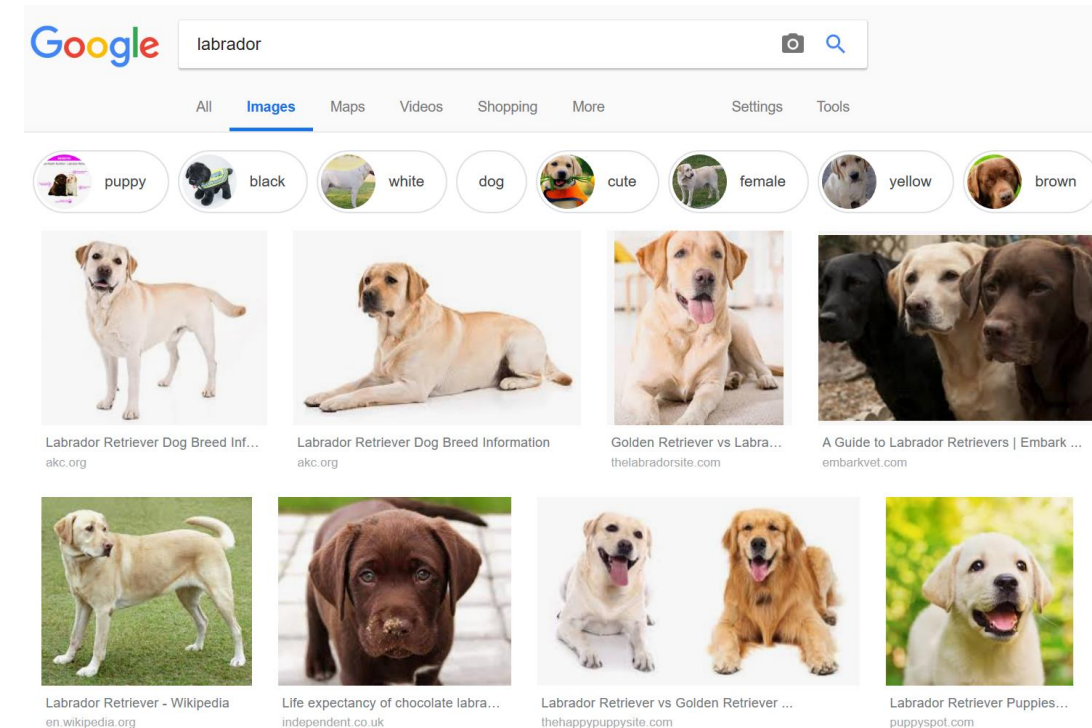 Google
labrador
All Images Maps Videos Shopping More Settings Tools
puppy black white dog cute female yellow brown
Labrador Retriever Dog Breed Inf...
akc.org
Labrador Retriever Dog Breed Information
akc.org
Golden Retriever vs Labra...
thelabradorsite.com
A Guide to Labrador Retrievers | Embark ...
embarkvet.com
Labrador Retriever - Wikipedia
en.wikipedia.org
Life expectancy of chocolate labra...
independent.co.uk
Labrador Retriever vs Golden Retriever ...
thehappypuppysite.com
Labrador Retriever Puppies...
puppyspot.com